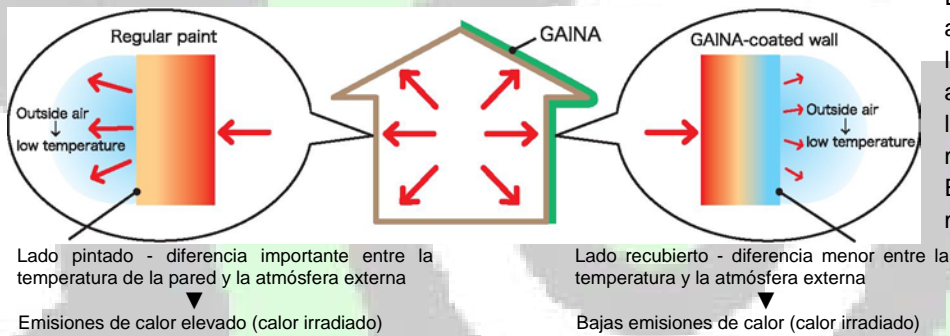 Regular paint
GAINA
GAINA-coated wall
Outside air
↓
low temperature
Outside air
↓
low temperature
Lado pintado - diferencia importante entre la
temperatura de la pared y la atmósfera externa
▼
Emisiones de calor elevado (calor irradiado)
Lado recubierto - diferencia menor entre la
temperatura y la atmósfera externa
▼
Bajas emisiones de calor (calor irradiado)